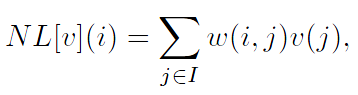 NL[v](i) = \sum_{j \in I} w(i, j)v(j),